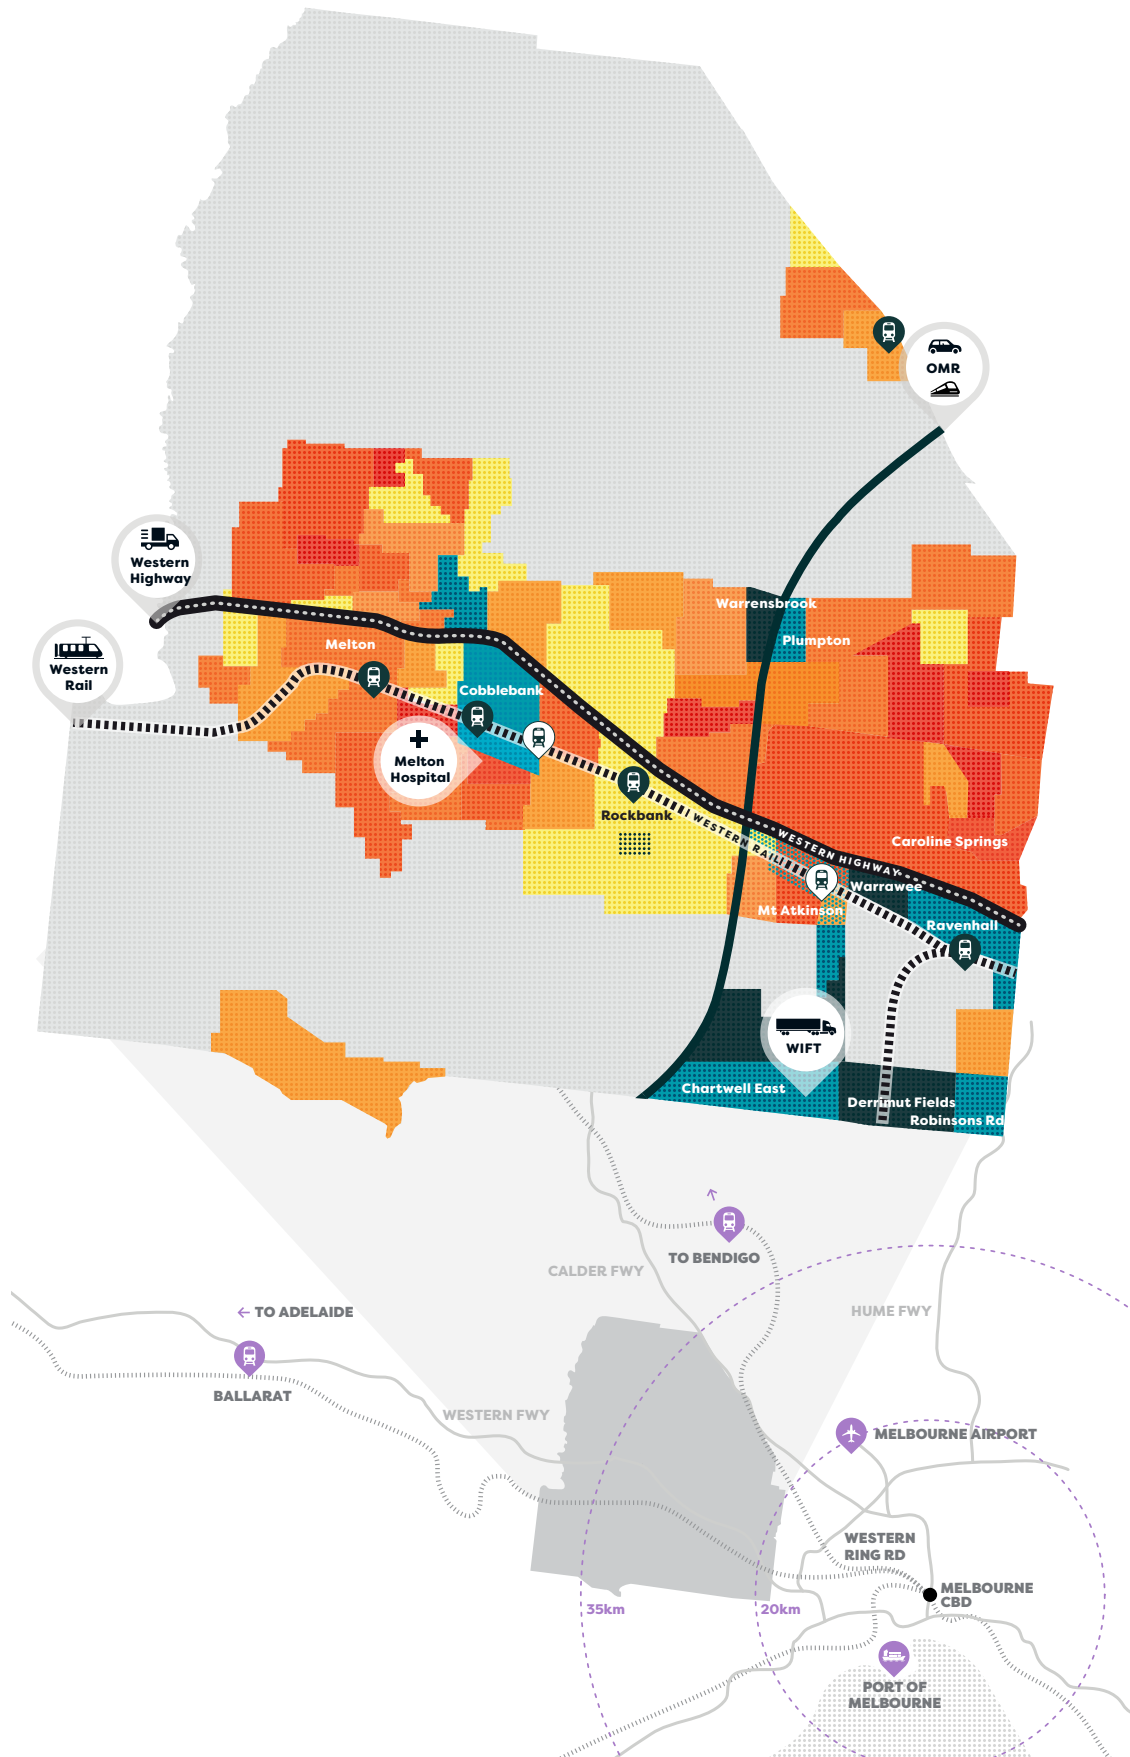 OMR
Western
Highway
Warrensbrook
Plumpton
Melton
Western
Rail
Cobblebank
Melton
Hospital
Rockbank
WESTERN RAIL
WESTERN HIGHWAY
Caroline Springs
Warrawee
Mt Atkinson
Ravenhall
WIFT
Chartwell East
Derrimut Fields
Robinsons Rd
TO BENDIGO
CALDER FWY
HUME FWY
← TO ADELAIDE
BALLARAT
WESTERN FWY
MELBOURNE AIRPORT
WESTERN
RING RD
MELBOURNE
CBD
35km
20km
PORT OF
MELBOURNE